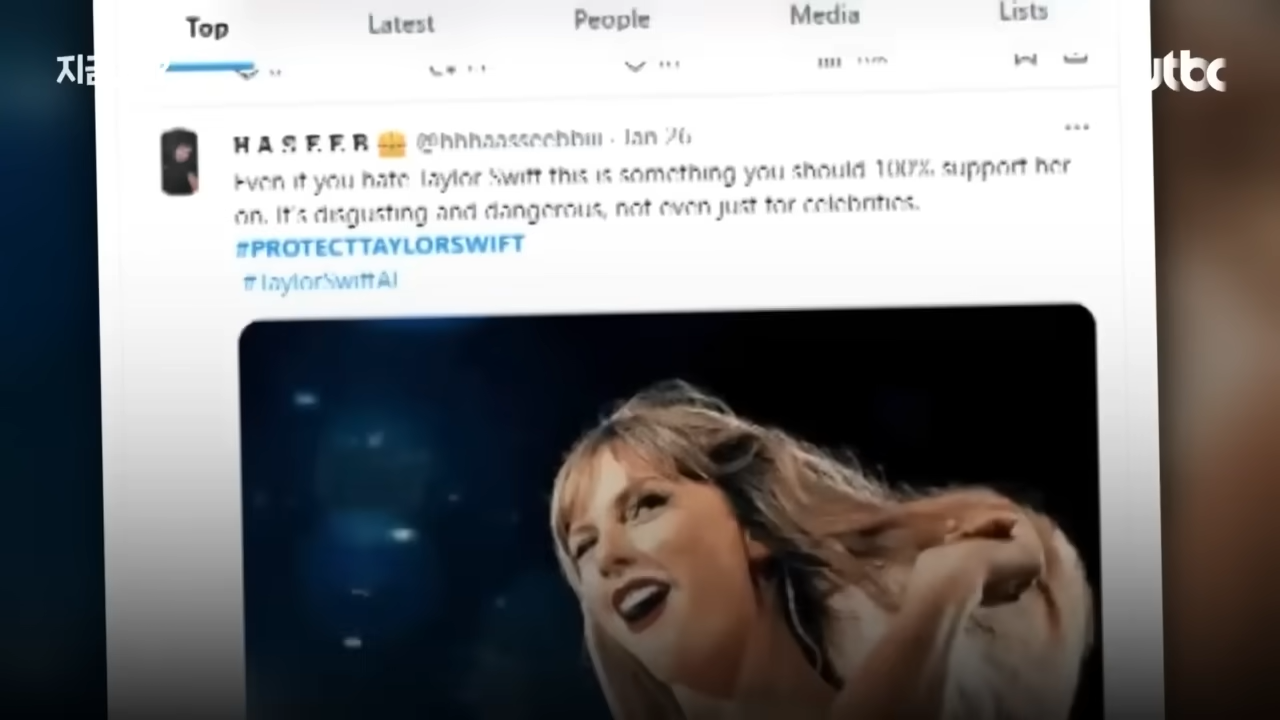 Top Latest People Media Lists
지금
jtbc
HASEEB · Jan 26
Even if you hate Taylor Swift this is something you should 100% support her
on. It's disgusting and dangerous, not even just for celebrities.
#PROTECTTAYLORSWIFT
#TaylorSwiftAI